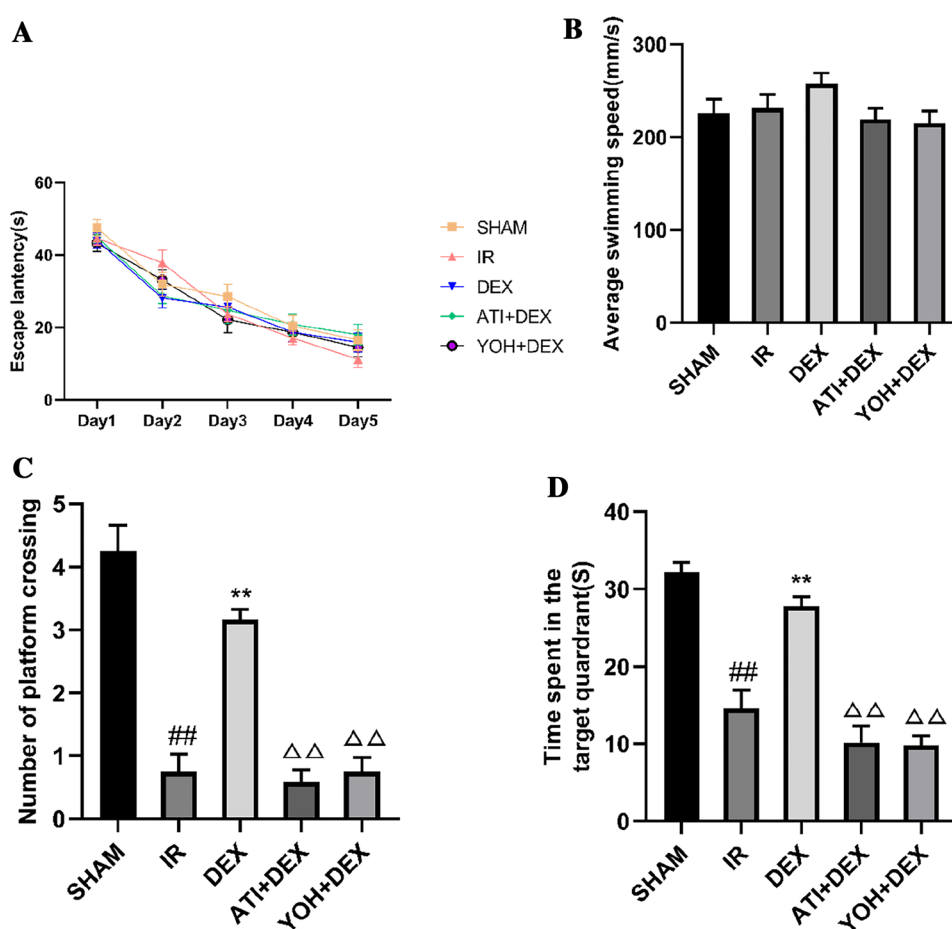 A
Escape lantency(s)
60
40
20
0
Day1 Day2 Day3 Day4 Day5
SHAM
IR
DEX
ATI+DEX
YOH+DEX
B
Average swimming speed(mm/s)
300
200
100
0
SHAM IR DEX ATI+DEX YOH+DEX
C
Number of platform crossing
5
4
3
2
1
0
##
**
△△
△△
SHAM IR DEX ATI+DEX YOH+DEX
D
Time spent in the
target quardrant(S)
40
30
20
10
0
##
**
△△
△△
SHAM IR DEX ATI+DEX YOH+DEX